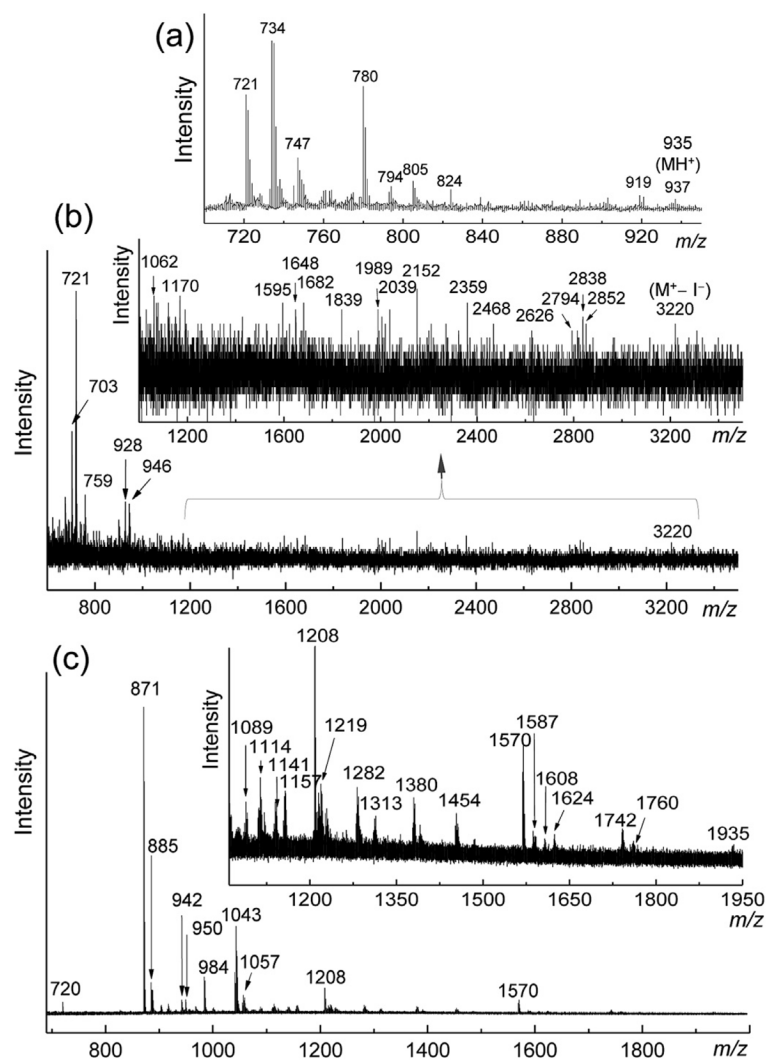 (a)
734
721
780
747
794
805
824
935
(MH⁺)
919
937
Intensity
720 760 800 840 880 920
m/z
(b)
721
703
928
946
759
3220
Intensity
800 1200 1600 2000 2400 2800 3200
m/z
1062
1170
1648
1595
1682
1839
1989
2039
2152
2359
2468
2626
2794
2838
2852
(M⁺– I⁻)
3220
Intensity
1200 1600 2000 2400 2800 3200
m/z
(c)
871
885
942
950
984
1043
1057
720
1208
1570
Intensity
800 1000 1200 1400 1600 1800
m/z
1208
1089
1114
1141
1157
1219
1282
1313
1380
1454
1570
1587
1608
1624
1742
1760
1935
Intensity
1200 1350 1500 1650 1800 1950
m/z